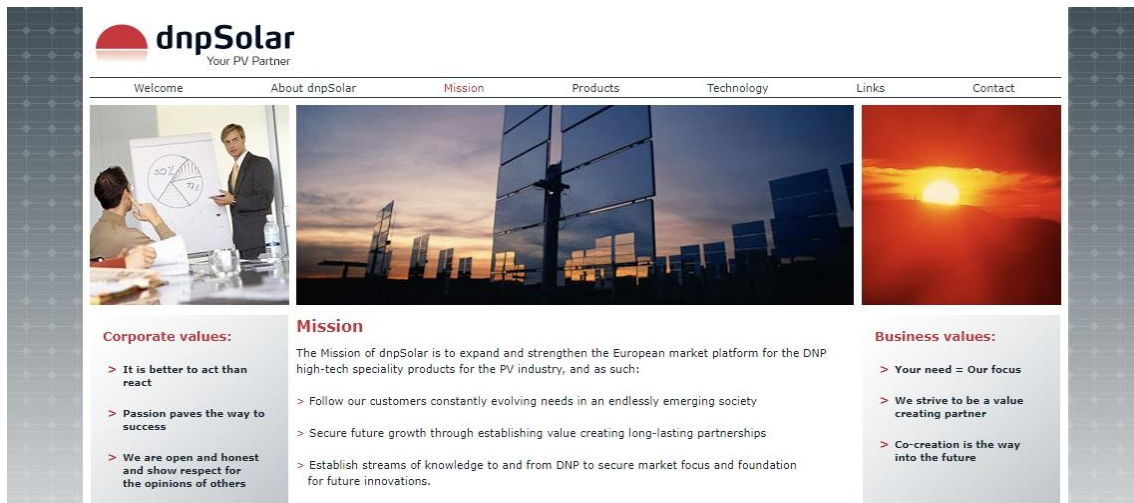 dnpSolar
Your PV Partner
Welcome
About dnpSolar
Mission
Products
Technology
Links
Contact
30%
Corporate values:
> It is better to act than
react
> Passion paves the way to
success
> We are open and honest
and show respect for
the opinions of others
Mission
The Mission of dnpSolar is to expand and strengthen the European market platform for the DNP
high-tech speciality products for the PV industry, and as such:
> Follow our customers constantly evolving needs in an endlessly emerging society
> Secure future growth through establishing value creating long-lasting partnerships
> Establish streams of knowledge to and from DNP to secure market focus and foundation
for future innovations.
Business values:
> Your need = Our focus
> We strive to be a value
creating partner
> Co-creation is the way
into the future